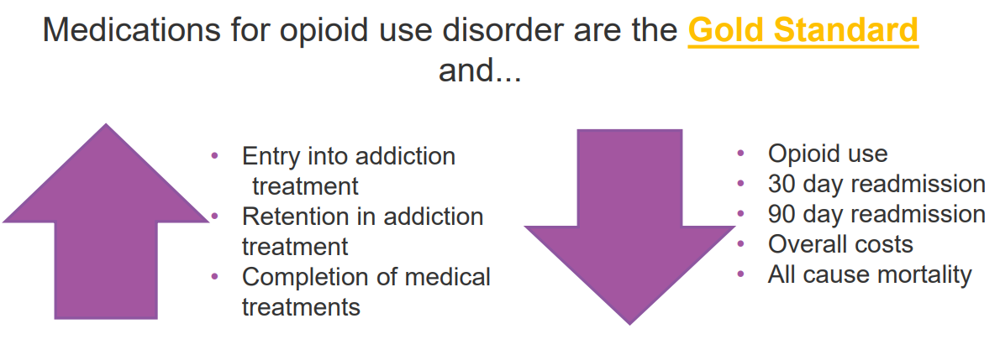 Medications for opioid use disorder are the Gold Standard
and...
• Entry into addiction
treatment
• Retention in addiction
treatment
• Completion of medical
treatments
• Opioid use
• 30 day readmission
• 90 day readmission
• Overall costs
• All cause mortality